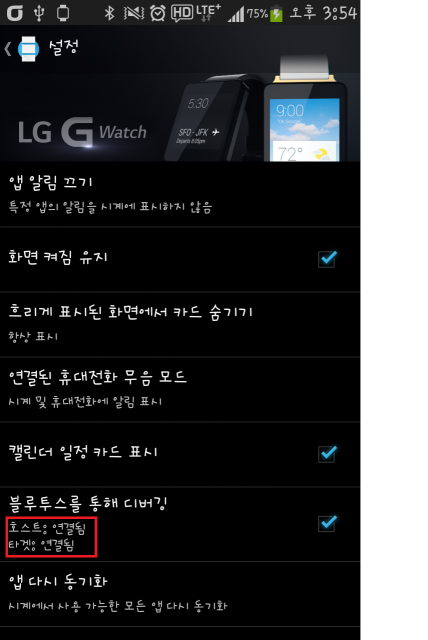 75% 오후 3:54
HD LTE+
설정
LG G Watch
5:30
SFO - JFK
Departs 8:05pm
9:00
72°
앱 알림 끄기
특정 앱의 알림을 시계에 표시하지 않음
화면 켜짐 유지
흐리게 표시된 화면에서 카드 숨기기
항상 표시
연결된 휴대전화 무음 모드
시계 및 휴대전화에 알림 표시
캘린더 일정 카드 표시
블루투스를 통해 디버깅
호스트: 연결됨
타겟: 연결됨
앱 다시 동기화
시계에서 사용 가능한 모든 앱 다시 동기화